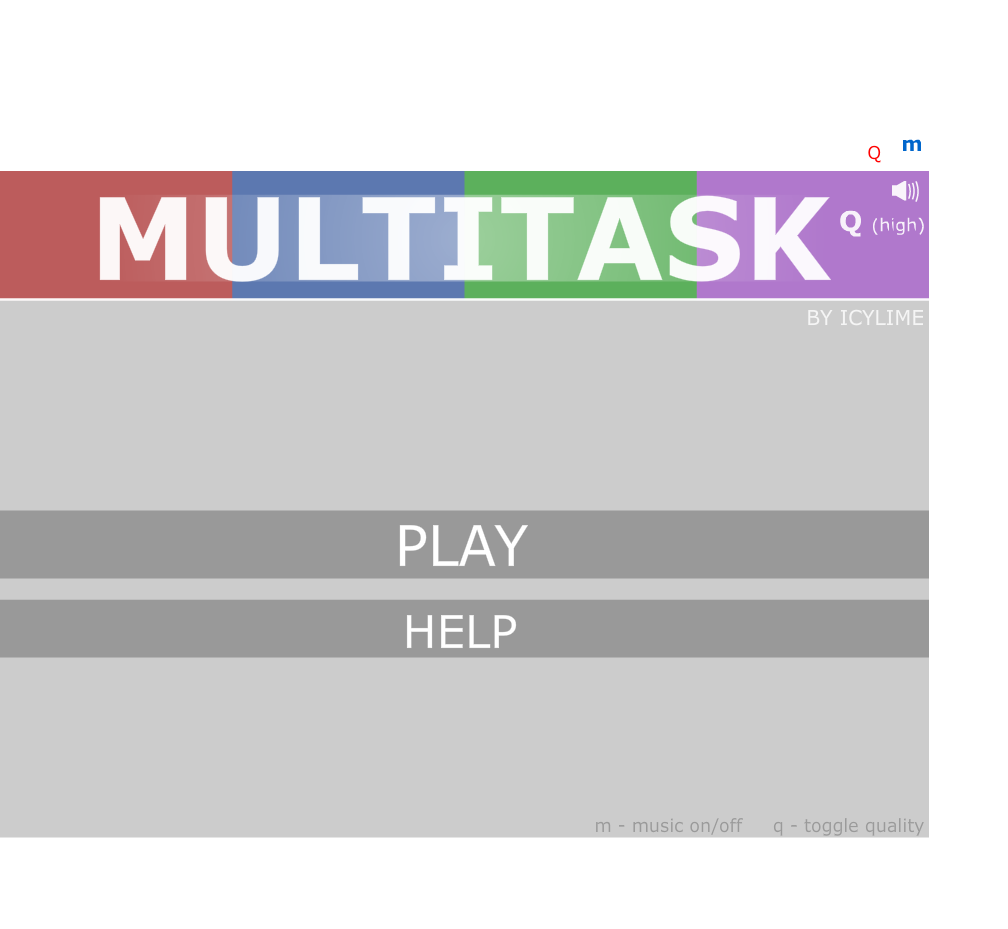 Q m
MULTITASK
Q (high)
BY ICYLIME
PLAY
HELP
m - music on/off q - toggle quality